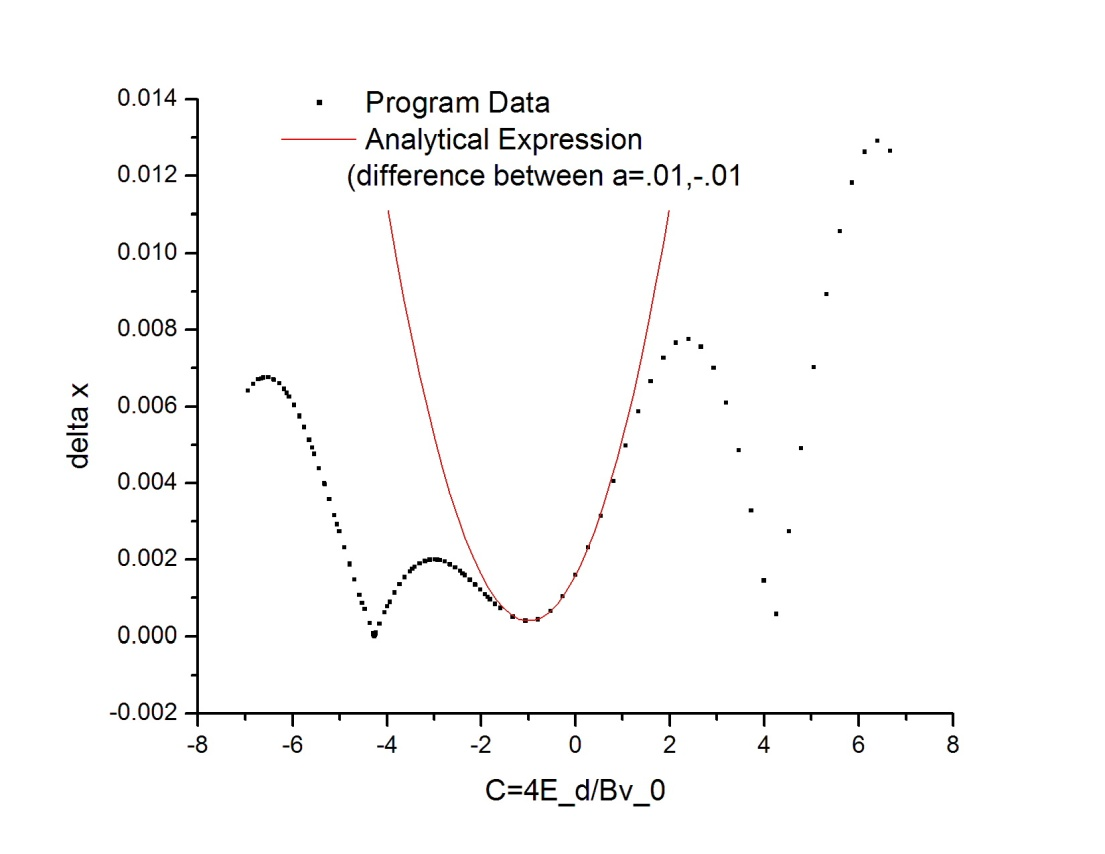 0.014
0.012
0.010
0.008
0.006
0.004
0.002
0.000
-0.002
delta x
Program Data
Analytical Expression
(difference between a=.01,-.01
-8 -6 -4 -2 0 2 4 6 8
C=4E_d/Bv_0